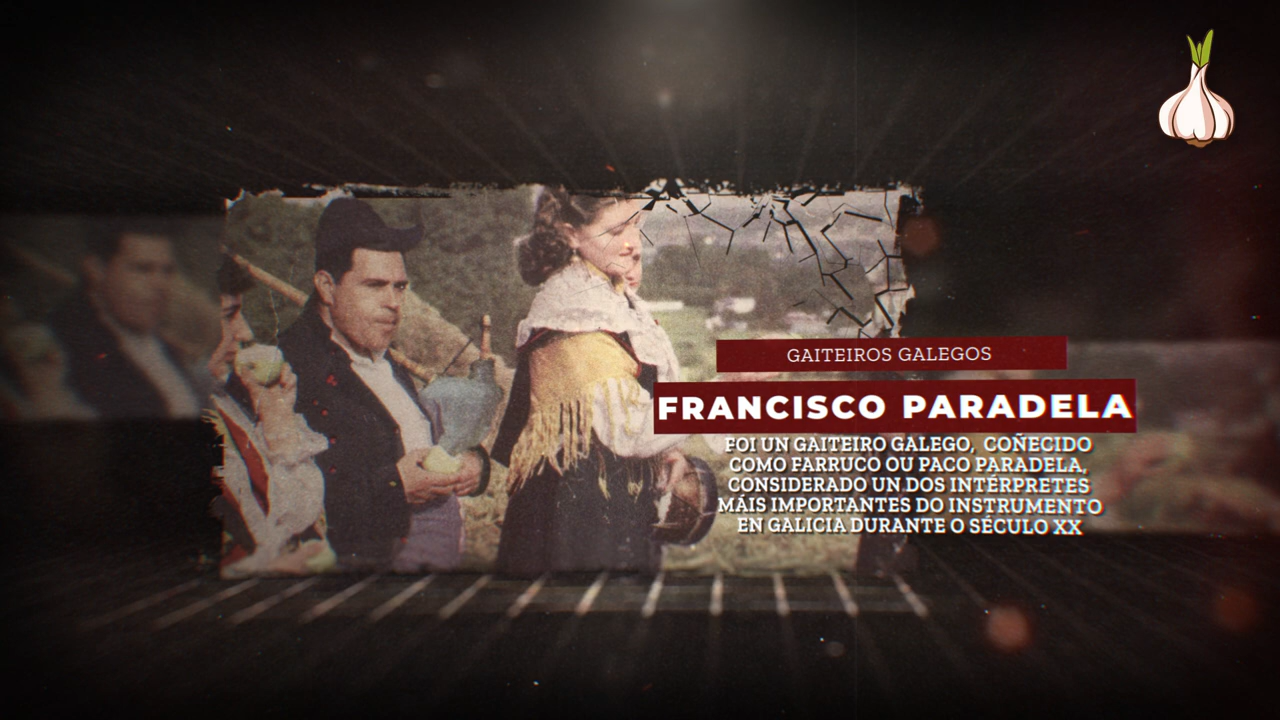 GAITEIROS GALEGOS
FRANCISCO PARADELA
FOI UN GAITEIRO GALEGO, COÑECIDO
COMO FARRUCO OU PACO PARADELA,
CONSIDERADO UN DOS INTÉRPRETES
MÁIS IMPORTANTES DO INSTRUMENTO
EN GALICIA DURANTE O SÉCULO XX